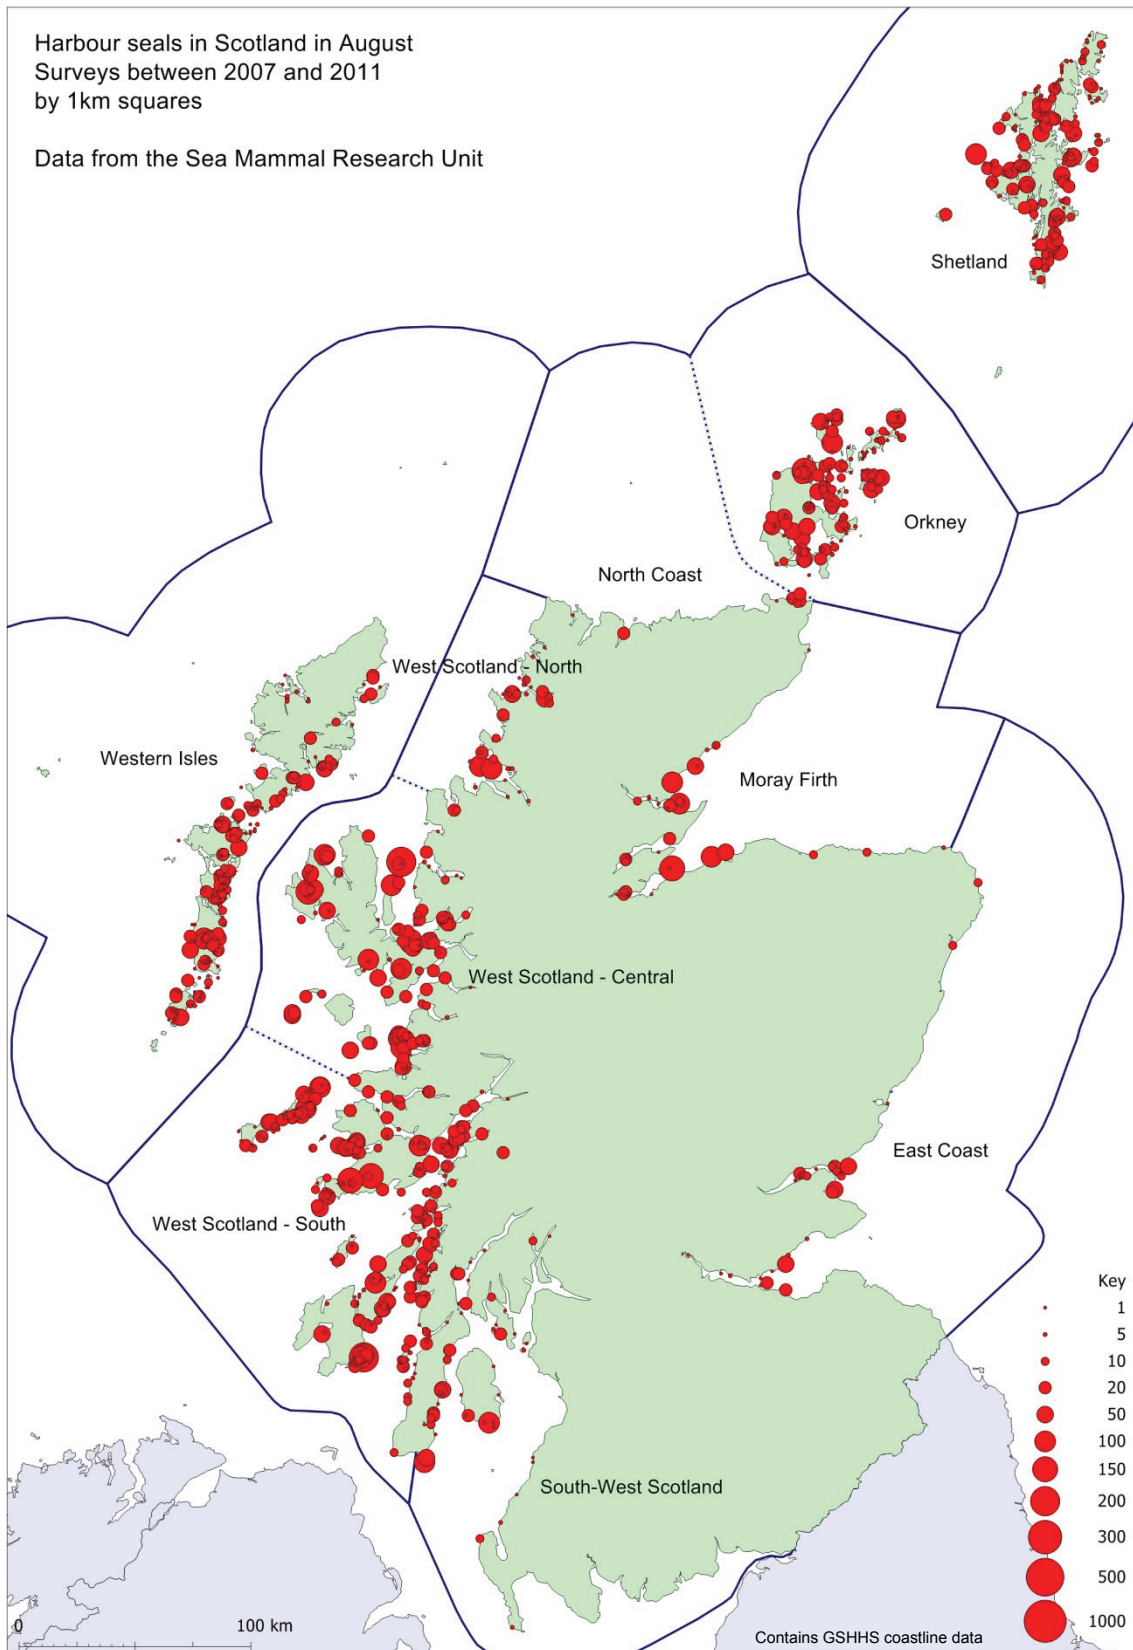 Harbour seals in Scotland in August
Surveys between 2007 and 2011
by 1km squares
Data from the Sea Mammal Research Unit
Shetland
Orkney
North Coast
West Scotland - North
Western Isles
Moray Firth
West Scotland - Central
East Coast
West Scotland - South
South-West Scotland
Key
1
5
10
20
50
100
150
200
300
500
1000
0 100 km
Contains GSHHS coastline data